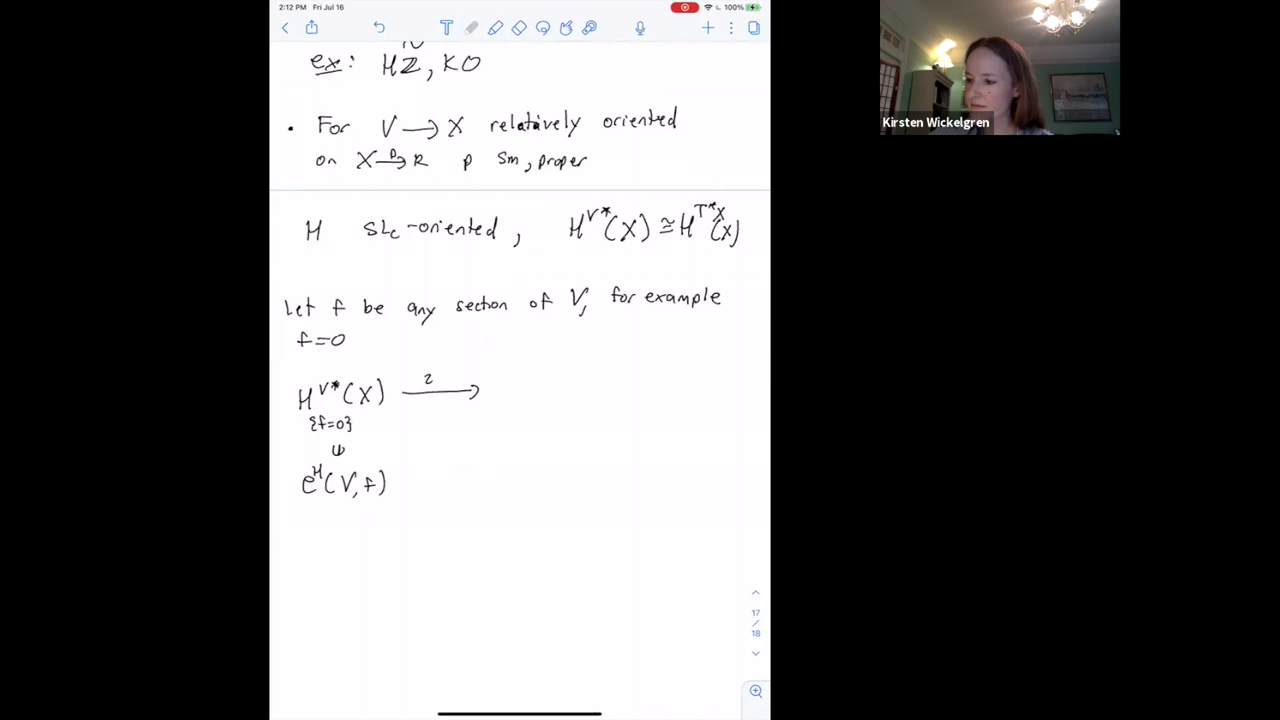 2:12 PM Fri Jul 16
100%
ex: HZ, KO
• For V → X relatively oriented
on X →p R p Sm, proper
H SLc-oriented, H^V*(X) ≅ H^T*X(X)
Let f be any section of V, for example
f=0
H^V*(X) →
{f=0}
e^H(V,f)
17
/
18
Kirsten Wickelgren